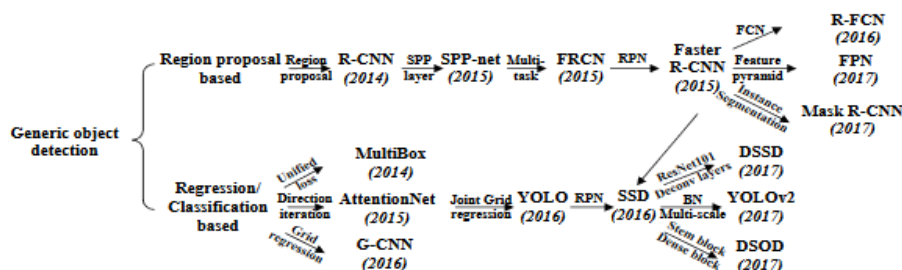 Generic object
detection
Region proposal
based
Region
proposal
R-CNN
(2014)
SPP
layer
SPP-net
(2015)
Multi-
task
FRCN
(2015)
RPN
Faster
R-CNN
(2015)
FCN
R-FCN
(2016)
Feature
pyramid
FPN
(2017)
Instance
Segmentation
Mask R-CNN
(2017)
Regression/
Classification
based
Unified
loss
MultiBox
(2014)
Direction
iteration
AttentionNet
(2015)
Grid
regression
G-CNN
(2016)
Joint Grid
regression
YOLO
(2016)
RPN
SSD
(2016)
ResNet101
Deconv layers
DSSD
(2017)
BN
Multi-scale
YOLOv2
(2017)
Stem block
Dense block
DSOD
(2017)